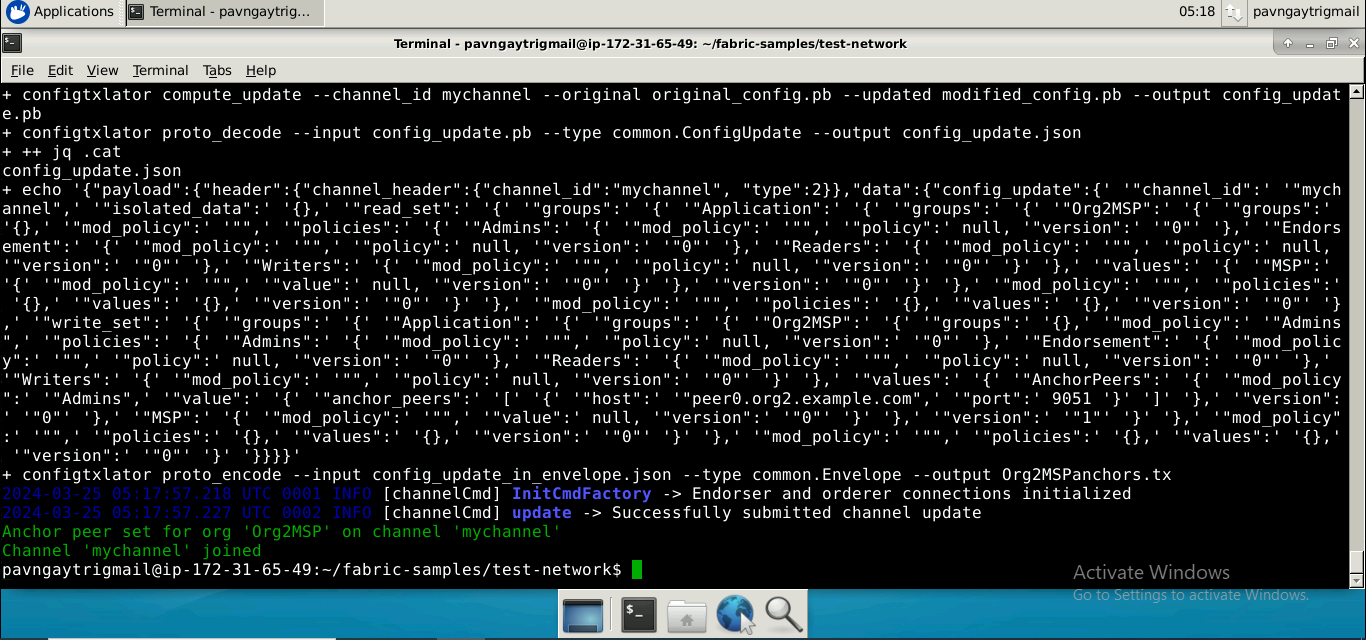 Applications
Terminal - pavngaytrig...
05:18
pavngaytrigmail
Terminal - pavngaytrigmail@ip-172-31-65-49: ~/fabric-samples/test-network
File Edit View Terminal Tabs Help
+ configtxlator compute_update --channel_id mychannel --original original_config.pb --updated modified_config.pb --output config_updat
e.pb
+ configtxlator proto_decode --input config_update.pb --type common.ConfigUpdate --output config_update.json
+ ++ jq .cat
config_update.json
+ echo '{"payload":{"header":{"channel_header":{"channel_id":"mychannel", "type":2}},"data":{"config_update":{' '"channel_id":' '"mych
annel",' '"isolated_data":' '{},' '"read_set":' '{' '"groups":' '{' '"Application":' '{' '"groups":' '{' '"Org2MSP":' '{' '"groups":'
'{},' '"mod_policy":' '"",' '"policies":' '{' '"Admins":' '{' '"mod_policy":' '"",' '"policy":' null, '"version":' '"0"' '},' '"Endors
ement":' '{' '"mod_policy":' '"",' '"policy":' null, '"version":' '"0"' '},' '"Readers":' '{' '"mod_policy":' '"",' '"policy":' null,
'"version":' '"0"' '},' '"Writers":' '{' '"mod_policy":' '"",' '"policy":' null, '"version":' '"0"' '}' '},' '"values":' '{' '"MSP":'
'{' '"mod_policy":' '"",' '"value":' null, '"version":' '"0"' '}' '},' '"version":' '"0"' '}' '},' '"mod_policy":' '"",' '"policies":'
'{},' '"values":' '{},' '"version":' '"0"' '}' '},' '"mod_policy":' '"",' '"policies":' '{},' '"values":' '{},' '"version":' '"0"' '}
,' '"write_set":' '{' '"groups":' '{' '"Application":' '{' '"groups":' '{' '"Org2MSP":' '{' '"groups":' '{},' '"mod_policy":' '"Admins
",' '"policies":' '{' '"Admins":' '{' '"mod_policy":' '"",' '"policy":' null, '"version":' '"0"' '},' '"Endorsement":' '{' '"mod_polic
y":' '"",' '"policy":' null, '"version":' '"0"' '},' '"Readers":' '{' '"mod_policy":' '"",' '"policy":' null, '"version":' '"0"' '},'
'"Writers":' '{' '"mod_policy":' '"",' '"policy":' null, '"version":' '"0"' '}' '},' '"values":' '{' '"AnchorPeers":' '{' '"mod_policy
":' '"Admins",' '"value":' '{' '"anchor_peers":' '[' '{' '"host":' '"peer0.org2.example.com",' '"port":' 9051 '}' ']' '},' '"version":
' '"0"' '},' '"MSP":' '{' '"mod_policy":' '"",' '"value":' null, '"version":' '"0"' '}' '},' '"version":' '"1"' '}' '},' '"mod_policy"
:' '"",' '"policies":' '{},' '"values":' '{},' '"version":' '"0"' '}' '},' '"mod_policy":' '"",' '"policies":' '{},' '"values":' '{},'
'"version":' '"0"' '}' '}}}}'
+ configtxlator proto_encode --input config_update_in_envelope.json --type common.Envelope --output Org2MSPanchors.tx
2024-03-25 05:17:57.218 UTC 0001 INFO [channelCmd] InitCmdFactory -> Endorser and orderer connections initialized
2024-03-25 05:17:57.227 UTC 0002 INFO [channelCmd] update -> Successfully submitted channel update
Anchor peer set for org 'Org2MSP' on channel 'mychannel'
Channel 'mychannel' joined
pavngaytrigmail@ip-172-31-65-49:~/fabric-samples/test-network$
Activate Windows
Go to Settings to activate Windows.